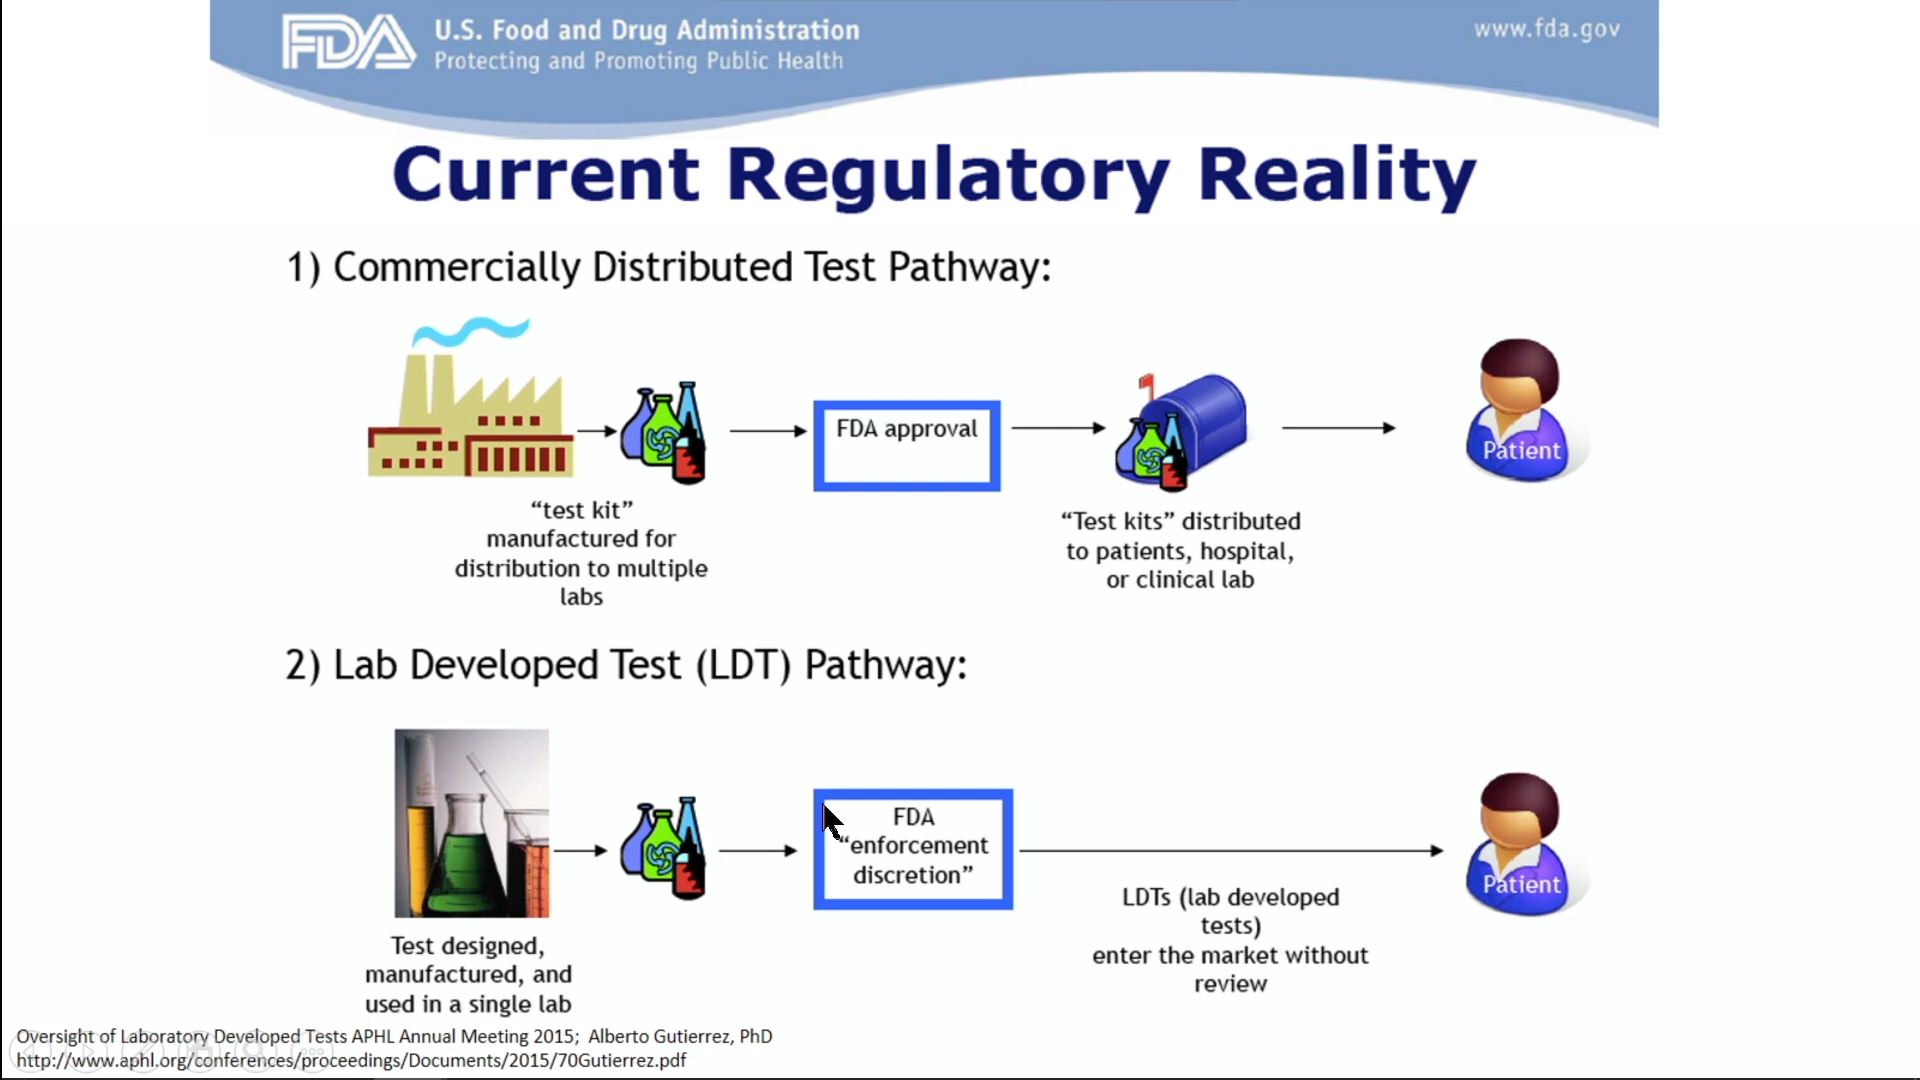 FDA
U.S. Food and Drug Administration
Protecting and Promoting Public Health
www.fda.gov
Current Regulatory Reality
1) Commercially Distributed Test Pathway:
FDA approval
Patient
“test kit”
manufactured for
distribution to multiple
labs
“Test kits” distributed
to patients, hospital,
or clinical lab
2) Lab Developed Test (LDT) Pathway:
FDA
“enforcement
discretion”
Patient
LDTs (lab developed
tests)
enter the market without
review
Test designed,
manufactured, and
used in a single lab
Oversight of Laboratory Developed Tests APHL Annual Meeting 2015; Alberto Gutierrez, PhD
http://www.aphl.org/conferences/proceedings/Documents/2015/70Gutierrez.pdf